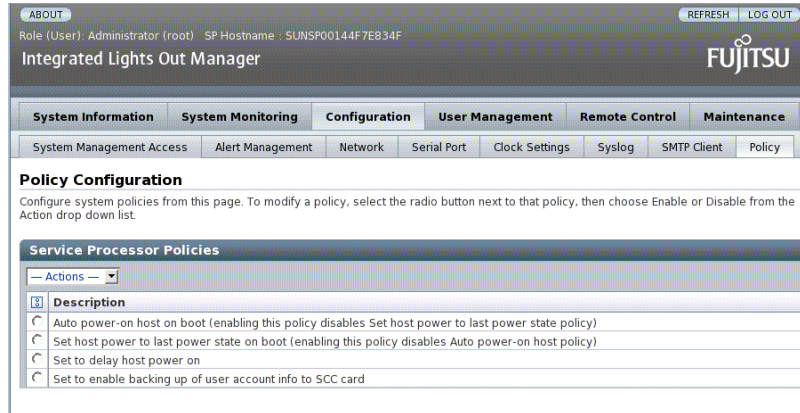 ABOUT
REFRESH LOG OUT
Role (User): Administrator (root) SP Hostname : SUNSP00144F7E834F
Integrated Lights Out Manager
FUJITSU
System Information System Monitoring Configuration User Management Remote Control Maintenance
System Management Access Alert Management Network Serial Port Clock Settings Syslog SMTP Client Policy
Policy Configuration
Configure system policies from this page. To modify a policy, select the radio button next to that policy, then choose Enable or Disable from the
Action drop down list.
Service Processor Policies
— Actions —
Description
Auto power-on host on boot (enabling this policy disables Set host power to last power state policy)
Set host power to last power state on boot (enabling this policy disables Auto power-on host policy)
Set to delay host power on
Set to enable backing up of user account info to SCC card